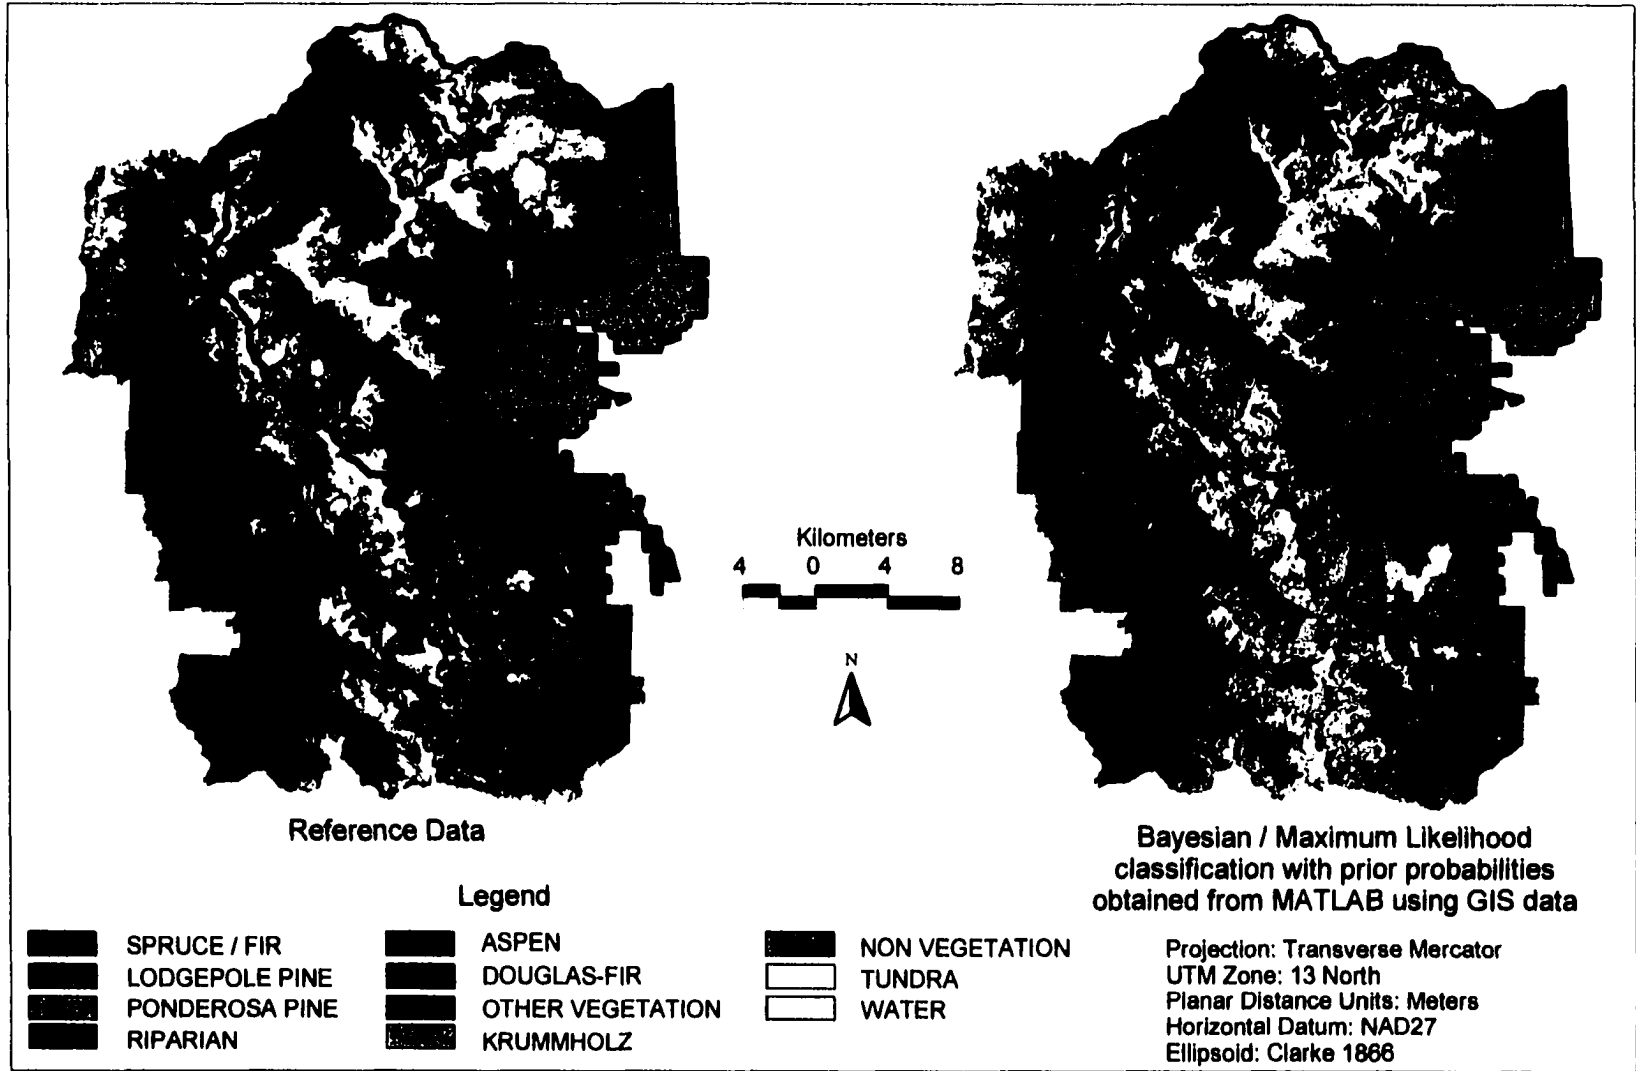 Kilometers
4 0 4 8
N
Reference Data
Bayesian / Maximum Likelihood
classification with prior probabilities
obtained from MATLAB using GIS data
Legend
SPRUCE / FIR
LODGEPOLE PINE
PONDEROSA PINE
RIPARIAN
ASPEN
DOUGLAS-FIR
OTHER VEGETATION
KRUMMHOLZ
NON VEGETATION
TUNDRA
WATER
Projection: Transverse Mercator
UTM Zone: 13 North
Planar Distance Units: Meters
Horizontal Datum: NAD27
Ellipsoid: Clarke 1866